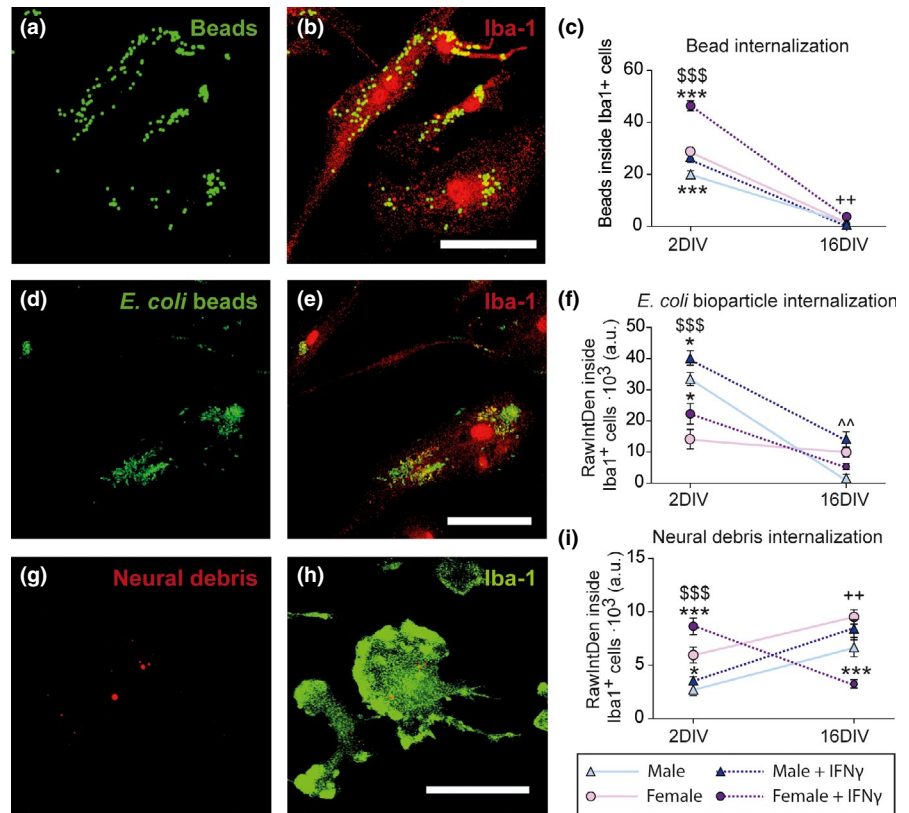 (a) Beads
(b) Iba-1
(c) Bead internalization
Beads inside Iba1+ cells
60
40
20
0
$$$
***
***
++
2DIV 16DIV
(d) E. coli beads
(e) Iba-1
(f) E. coli bioparticle internalization
RawIntDen inside
Iba1⁺ cells ·10³ (a.u.)
50
40
30
20
10
0
$$$
*
*
^^
2DIV 16DIV
(g) Neural debris
(h) Iba-1
(i) Neural debris internalization
RawIntDen inside
Iba1⁺ cells ·10³ (a.u.)
15
10
5
0
$$$
***
*
++
***
2DIV 16DIV
Male Male + IFNγ
Female Female + IFNγ